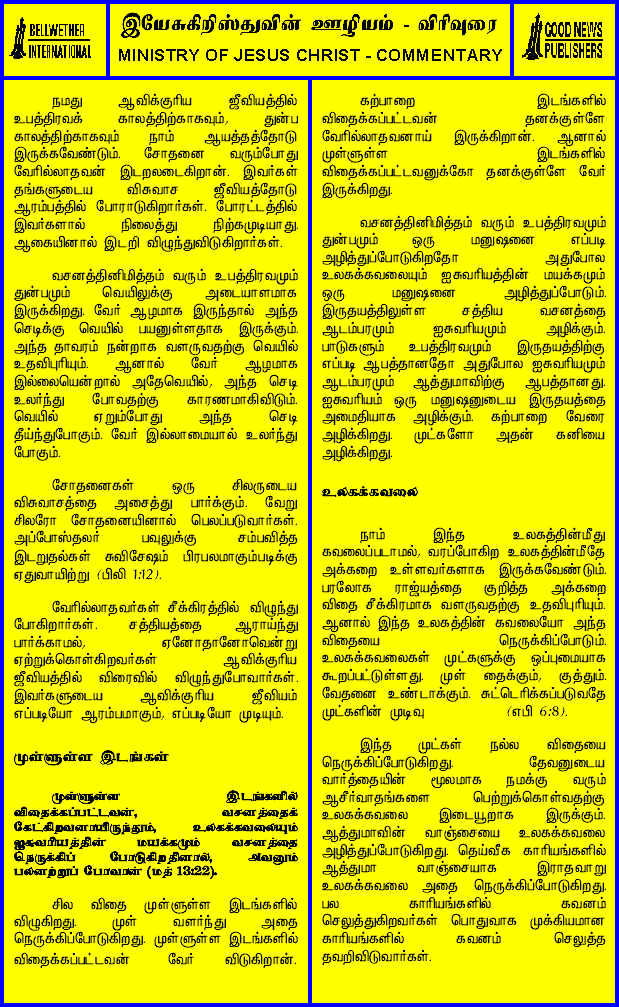 BELLWETHER
INTERNATIONAL
இயேசுகிறிஸ்துவின் ஊழியம் - விரிவுரை
MINISTRY OF JESUS CHRIST - COMMENTARY
GOOD NEWS
PUBLISHERS
நமது ஆவிக்குரிய ஜீவியத்தில்
உபத்திரவக் காலத்திற்காகவும், துன்ப
காலத்திற்காகவும் நாம் ஆயத்தத்தோடு
இருக்கவேண்டும். சோதனை வரும்போது
வேரில்லாதவன் இடறலடைகிறான். இவர்கள்
தங்களுடைய விசுவாச ஜீவியத்தோடு
ஆரம்பத்தில் போராடுகிறார்கள். போரட்டத்தில்
இவர்களால் நிலைத்து நிற்கமுடியாது.
ஆகையினால் இடறி விழுந்துவிடுகிறார்கள்.
வசனத்தினிமித்தம் வரும் உபத்திரவமும்
துன்பமும் வெயிலுக்கு அடையாளமாக
இருக்கிறது. வேர் ஆழமாக இருந்தால் அந்த
செடிக்கு வெயில் பயனுள்ளதாக இருக்கும்.
அந்த தாவரம் நன்றாக வளருவதற்கு வெயில்
உதவிபுரியும். ஆனால் வேர் ஆழமாக
இல்லையென்றால் அதேவெயில், அந்த செடி
உலர்ந்து போவதற்கு காரணமாகிவிடும்.
வெயில் ஏறும்போது அந்த செடி
தீய்ந்துபோகும். வேர் இல்லாமையால் உலர்ந்து
போகும்.
சோதனைகள் ஒரு சிலருடைய
விசுவாசத்தை அசைத்து பார்க்கும். வேறு
சிலரோ சோதனையினால் பெலப்படுவார்கள்.
அப்போஸ்தலர் பவுலுக்கு சம்பவித்த
இடறுதல்கள் சுவிசேஷம் பிரபலமாகும்படிக்கு
ஏதுவாயிற்று (பிலி 1:12).
வேரில்லாதவர்கள் சீக்கிரத்தில் விழுந்து
போகிறார்கள். சத்தியத்தை ஆராய்ந்து
பார்க்காமல், ஏனோதானோவென்று
ஏற்றுக்கொள்கிறவர்கள் ஆவிக்குரிய
ஜீவியத்தில் விரைவில் விழுந்துபோவார்கள்.
இவர்களுடைய ஆவிக்குரிய ஜீவியம்
எப்படியோ ஆரம்பமாகும், எப்படியோ முடியும்.
முள்ளுள்ள இடங்கள்
முள்ளுள்ள இடங்களில்
விதைக்கப்பட்டவன், வசனத்தைக்
கேட்கிறவனாயிருந்தும், உலகக்கவலையும்
ஐசுவரியத்தின் மயக்கமும் வசனத்தை
நெருக்கிப் போடுகிறதினால், அவனும்
பலனற்றுப் போவான் (மத் 13:22).
சில விதை முள்ளுள்ள இடங்களில்
விழுகிறது. முள் வளர்ந்து அதை
நெருக்கிப்போடுகிறது. முள்ளுள்ள இடங்களில்
விதைக்கப்பட்டவன் வேர் விடுகிறான்.
கற்பாறை இடங்களில்
விதைக்கப்பட்டவன் தனக்குள்ளே
வேரில்லாதவனாய் இருக்கிறான். ஆனால்
முள்ளுள்ள இடங்களில்
விதைக்கப்பட்டவனுக்கோ தனக்குள்ளே வேர்
இருக்கிறது.
வசனத்தினிமித்தம் வரும் உபத்திரவமும்
துன்பமும் ஒரு மனுஷனை எப்படி
அழித்துப்போடுகிறதோ அதுபோல
உலகக்கவலையும் ஐசுவரியத்தின் மயக்கமும்
ஒரு மனுஷனை அழித்துப்போடும்.
இருதயத்திலுள்ள சத்திய வசனத்தை
ஆடம்பரமும் ஐசுவரியமும் அழிக்கும்.
பாடுகளும் உபத்திரவமும் இருதயத்திற்கு
எப்படி ஆபத்தானதோ அதுபோல ஐசுவரியமும்
ஆடம்பரமும் ஆத்துமாவிற்கு ஆபத்தானது.
ஐசுவரியம் ஒரு மனுஷனுடைய இருதயத்தை
அமைதியாக அழிக்கும். கற்பாறை வேரை
அழிக்கிறது. முட்களோ அதன் கனியை
அழிக்கிறது.
உலகக்கவலை
நாம் இந்த உலகத்தின்மீது
கவலைப்படாமல், வரப்போகிற உலகத்தின்மீதே
அக்கறை உள்ளவர்களாக இருக்கவேண்டும்.
பரலோக ராஜ்யத்தை குறித்த அக்கறை
விதை சீக்கிரமாக வளருவதற்கு உதவிபுரியும்.
ஆனால் இந்த உலகத்தின் கவலையோ அந்த
விதையை நெருக்கிப்போடும்.
உலகக்கவலைகள் முட்களுக்கு ஒப்புமையாக
கூறப்பட்டுள்ளது. முள் தைக்கும், குத்தும்.
வேதனை உண்டாக்கும். சுட்டெரிக்கப்படுவதே
முட்களின் முடிவு (எபி 6:8).
இந்த முட்கள் நல்ல விதையை
நெருக்கிப்போடுகிறது. தேவனுடைய
வார்த்தையின் மூலமாக நமக்கு வரும்
ஆசீர்வாதங்களை பெற்றுக்கொள்வதற்கு
உலகக்கவலை இடையூறாக இருக்கும்.
ஆத்துமாவின் வாஞ்சையை உலகக்கவலை
அழித்துப்போடுகிறது. தெய்வீக காரியங்களில்
ஆத்துமா வாஞ்சையாக இராதவாறு
உலகக்கவலை அதை நெருக்கிப்போடுகிறது.
பல காரியங்களில் கவனம்
செலுத்துகிறவர்கள் பொதுவாக முக்கியமான
காரியங்களில் கவனம் செலுத்த
தவறிவிடுவார்கள்.